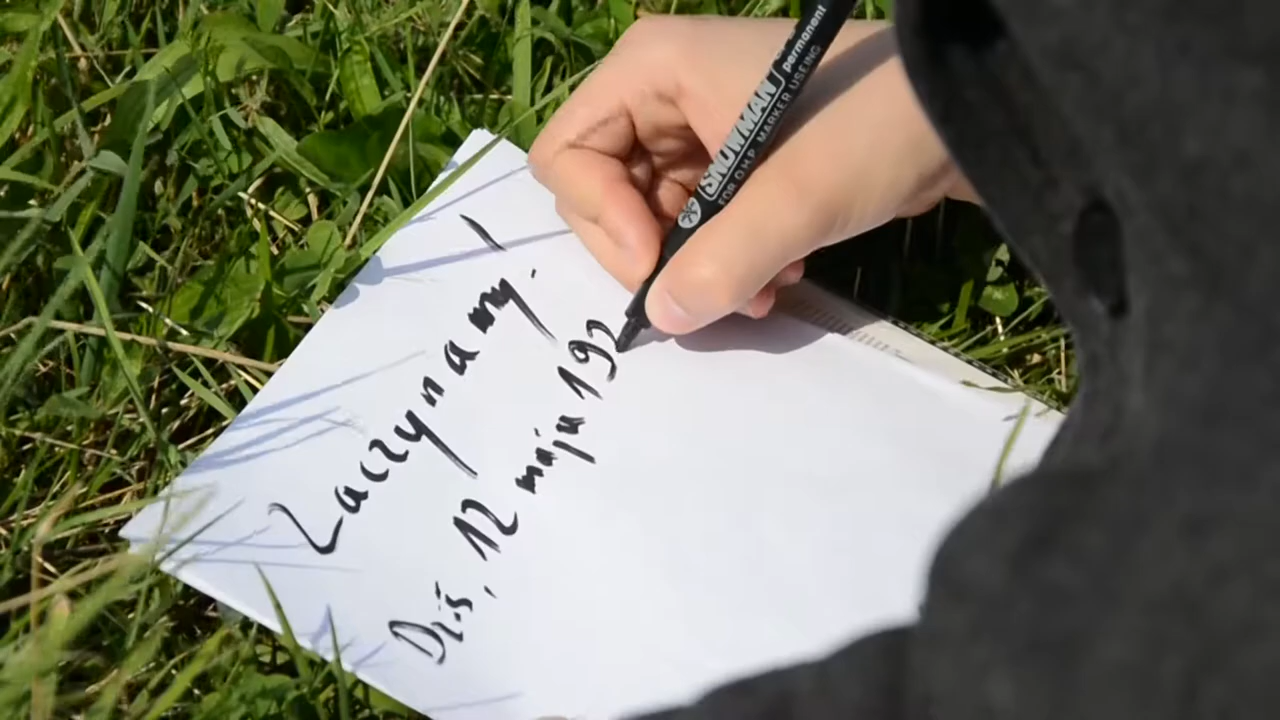 Zaczynamy!
Dziś, 12 maja 192
SNOWMAN permanent
FOR O.H.P. MARKER USEING